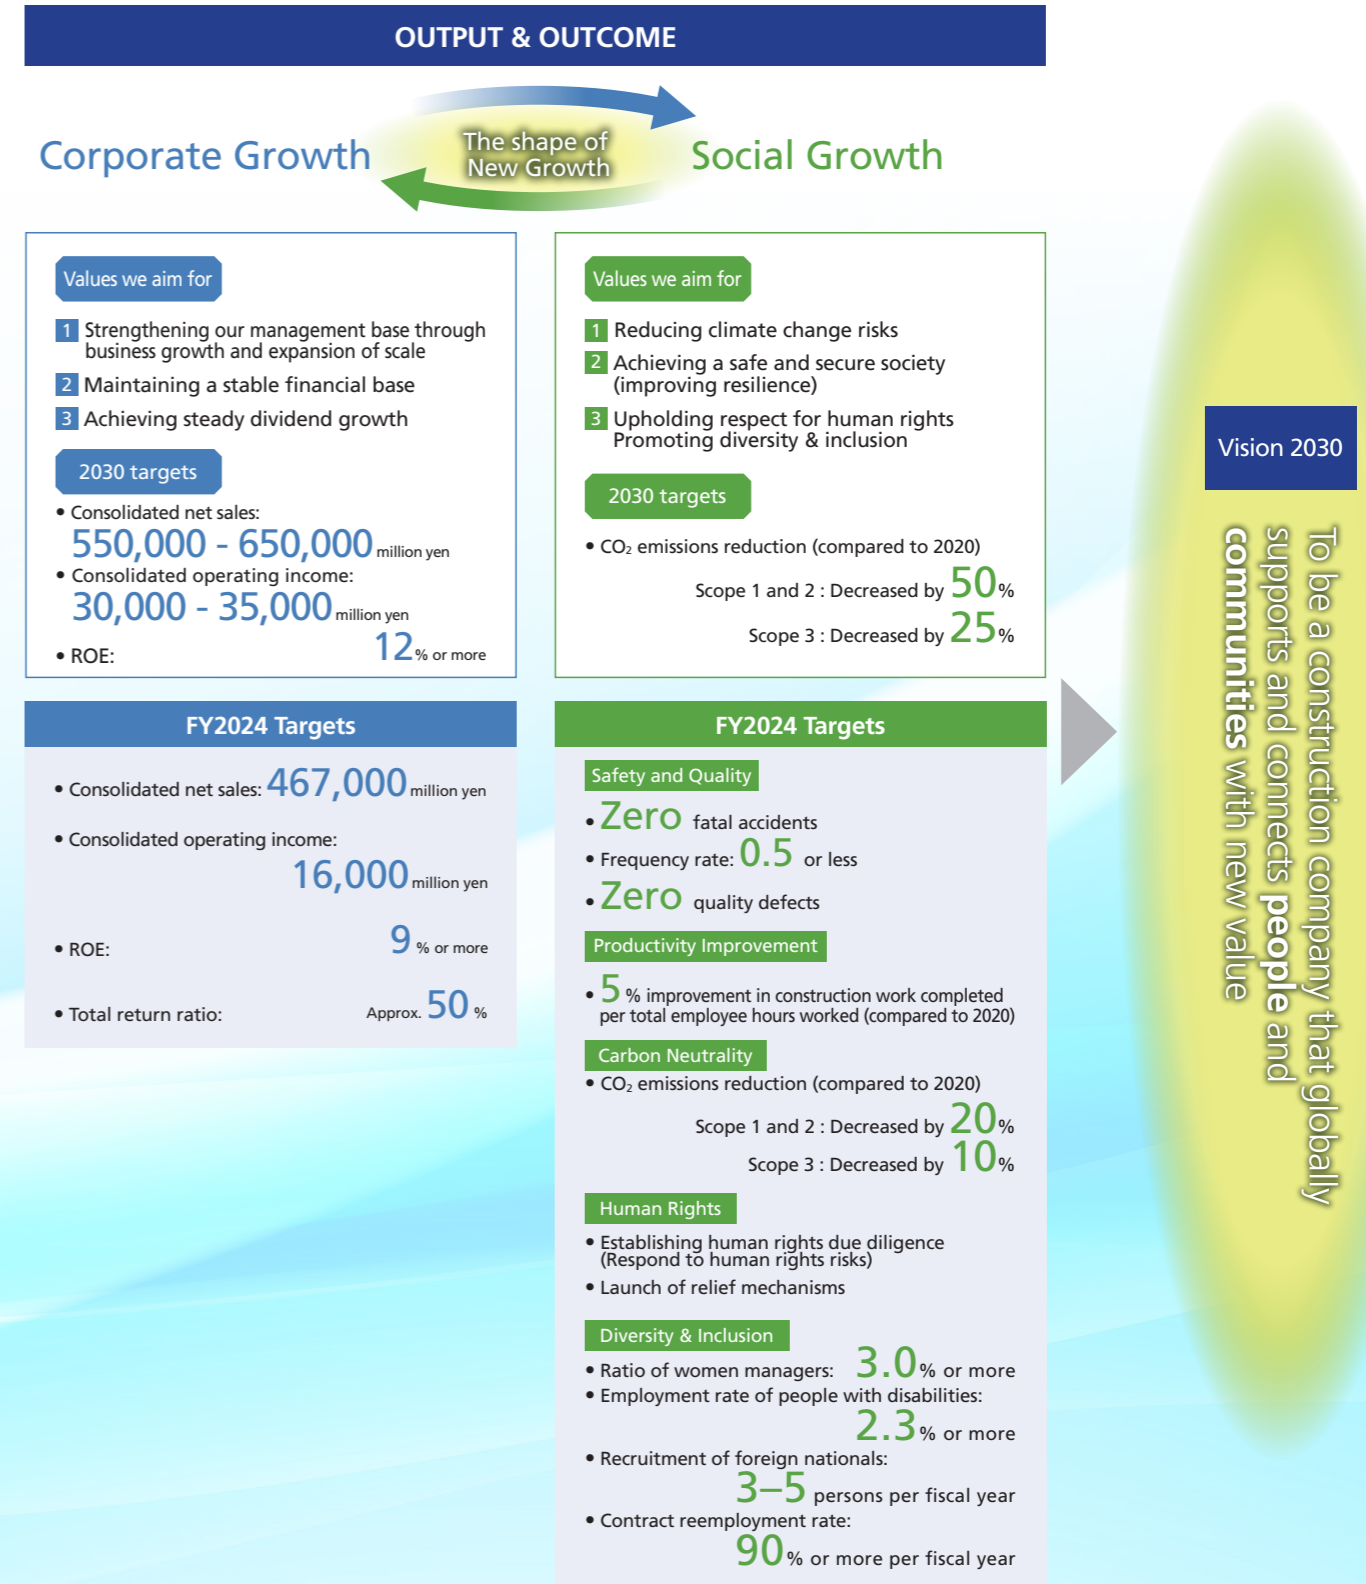 OUTPUT & OUTCOME
Corporate Growth
The shape of
New Growth
Social Growth
Values we aim for
1 Strengthening our management base through
business growth and expansion of scale
2 Maintaining a stable financial base
3 Achieving steady dividend growth
2030 targets
• Consolidated net sales:
550,000 - 650,000 million yen
• Consolidated operating income:
30,000 - 35,000 million yen
• ROE: 12 % or more
FY2024 Targets
• Consolidated net sales: 467,000 million yen
• Consolidated operating income:
16,000 million yen
• ROE: 9 % or more
• Total return ratio: Approx. 50 %
Values we aim for
1 Reducing climate change risks
2 Achieving a safe and secure society
(improving resilience)
3 Upholding respect for human rights
Promoting diversity & inclusion
2030 targets
• CO₂ emissions reduction (compared to 2020)
Scope 1 and 2 : Decreased by 50%
Scope 3 : Decreased by 25%
FY2024 Targets
Safety and Quality
• Zero fatal accidents
• Frequency rate: 0.5 or less
• Zero quality defects
Productivity Improvement
• 5 % improvement in construction work completed
per total employee hours worked (compared to 2020)
Carbon Neutrality
• CO₂ emissions reduction (compared to 2020)
Scope 1 and 2 : Decreased by 20%
Scope 3 : Decreased by 10%
Human Rights
• Establishing human rights due diligence
(Respond to human rights risks)
• Launch of relief mechanisms
Diversity & Inclusion
• Ratio of women managers: 3.0% or more
• Employment rate of people with disabilities:
2.3% or more
• Recruitment of foreign nationals:
3–5 persons per fiscal year
• Contract reemployment rate:
90% or more per fiscal year
Vision 2030
To be a construction company that globally
supports and connects people and
communities with new value